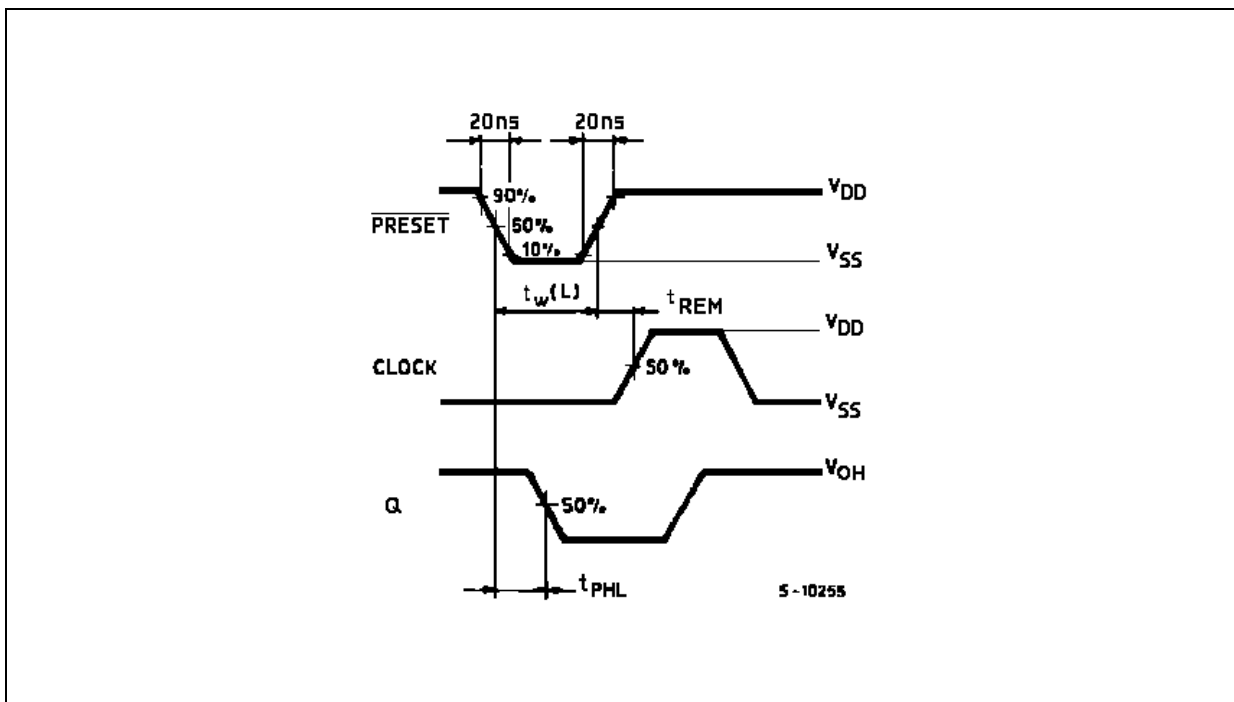 20ns 20ns
VDD
90%
PRESET 50%
10% VSS
tw(L) tREM
VDD
CLOCK 50%
VSS
VOH
Q 50%
tPHL S-10255